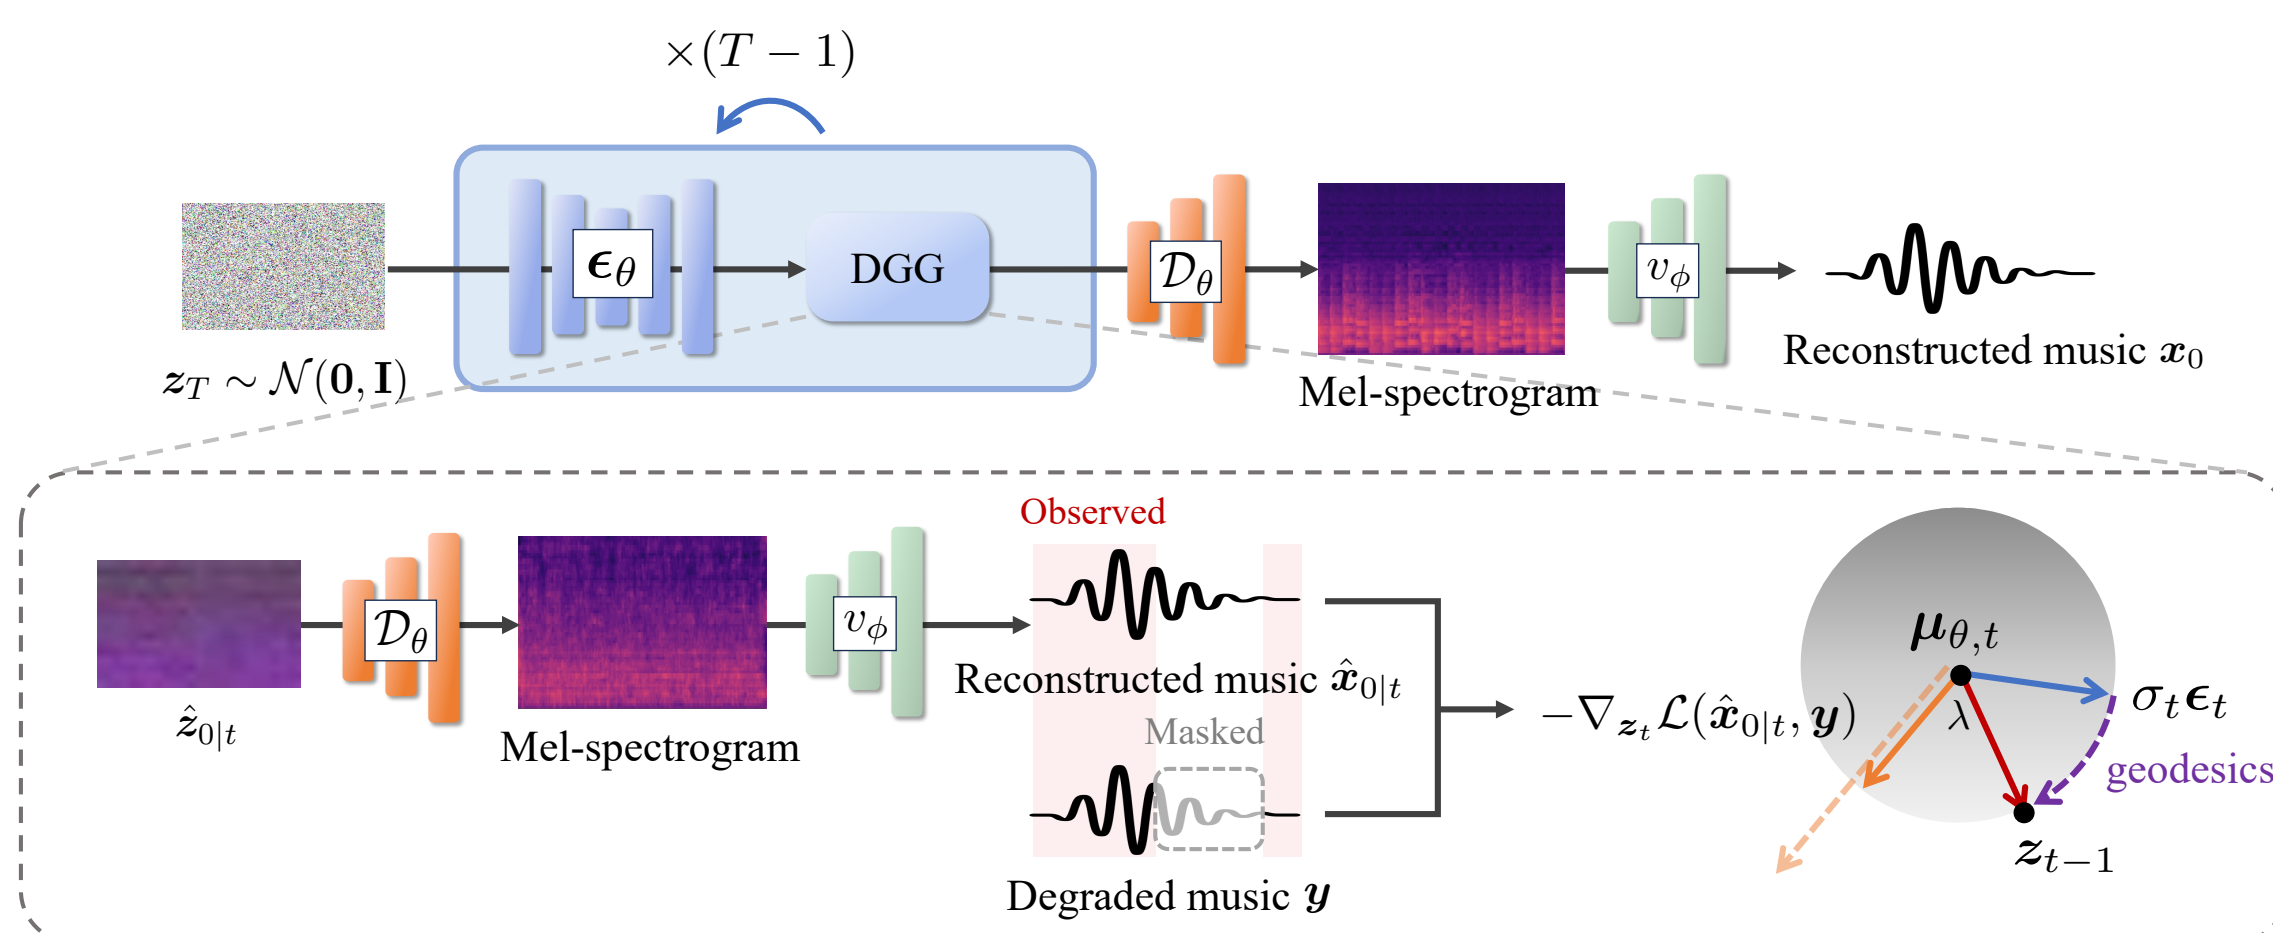 ×(T − 1)
ϵ_θ
DGG
𝒟_θ
v_ϕ
z_T ∼ 𝒩(0, I)
Mel-spectrogram
Reconstructed music x_0
Observed
𝒟_θ
v_ϕ
ẑ_{0|t}
Mel-spectrogram
Reconstructed music x̂_{0|t}
Masked
Degraded music y
−∇_{z_t} ℒ(x̂_{0|t}, y)
μ_{θ,t}
λ
σ_t ϵ_t
geodesics
z_{t−1}